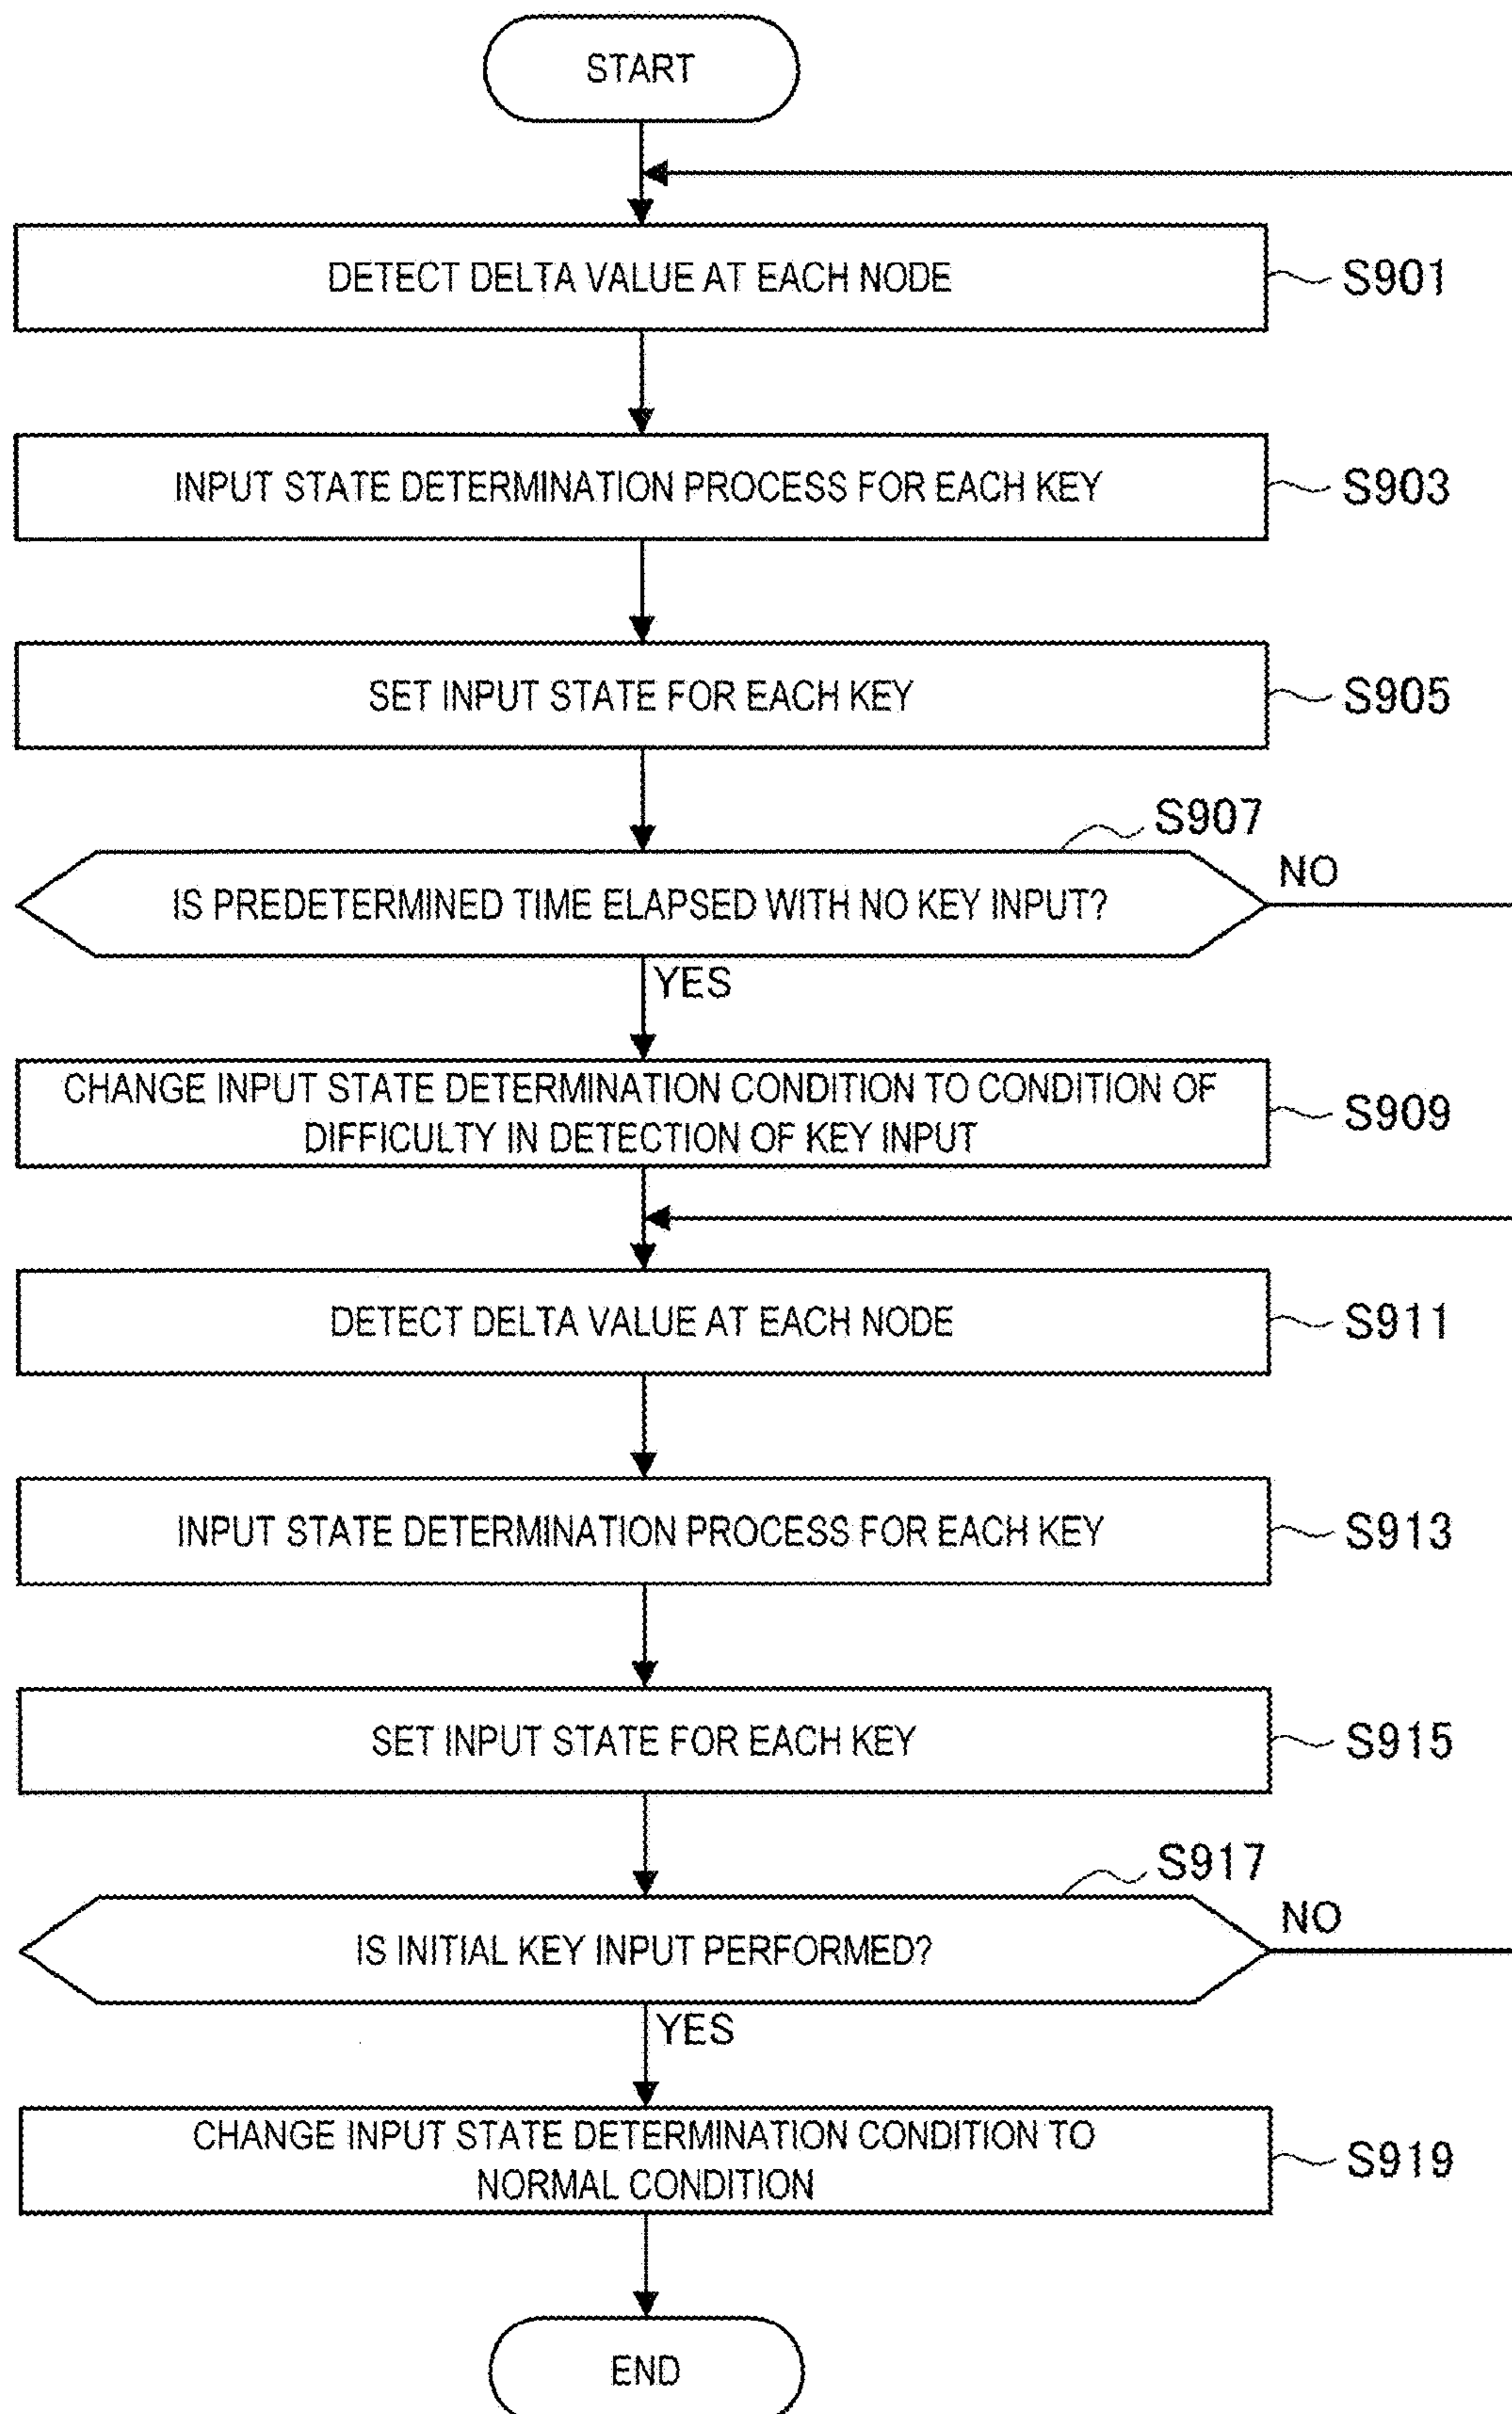 START
DETECT DELTA VALUE AT EACH NODE
S901
INPUT STATE DETERMINATION PROCESS FOR EACH KEY
S903
SET INPUT STATE FOR EACH KEY
S905
S907
IS PREDETERMINED TIME ELAPSED WITH NO KEY INPUT?
NO
YES
CHANGE INPUT STATE DETERMINATION CONDITION TO CONDITION OF
DIFFICULTY IN DETECTION OF KEY INPUT
S909
DETECT DELTA VALUE AT EACH NODE
S911
INPUT STATE DETERMINATION PROCESS FOR EACH KEY
S913
SET INPUT STATE FOR EACH KEY
S915
S917
IS INITIAL KEY INPUT PERFORMED?
NO
YES
CHANGE INPUT STATE DETERMINATION CONDITION TO
NORMAL CONDITION
S919
END